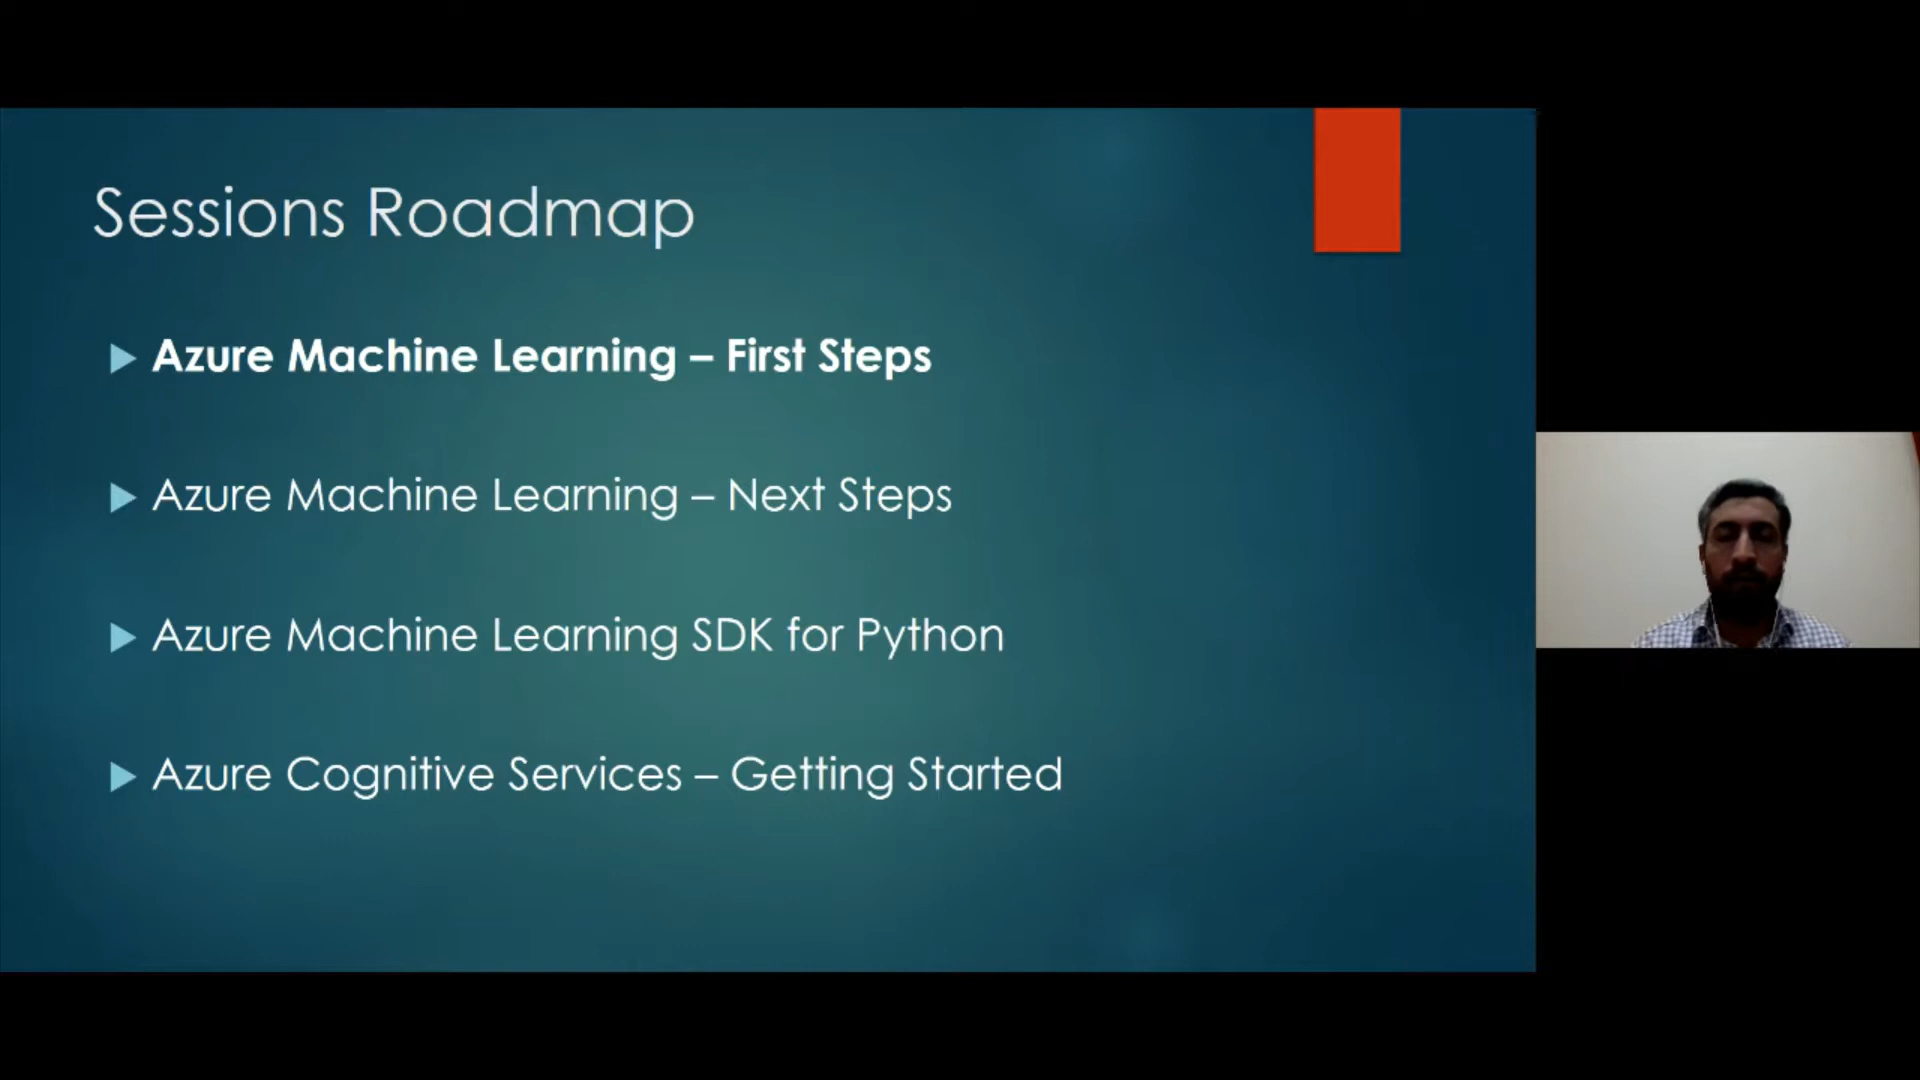 Sessions Roadmap
Azure Machine Learning – First Steps
Azure Machine Learning – Next Steps
Azure Machine Learning SDK for Python
Azure Cognitive Services – Getting Started